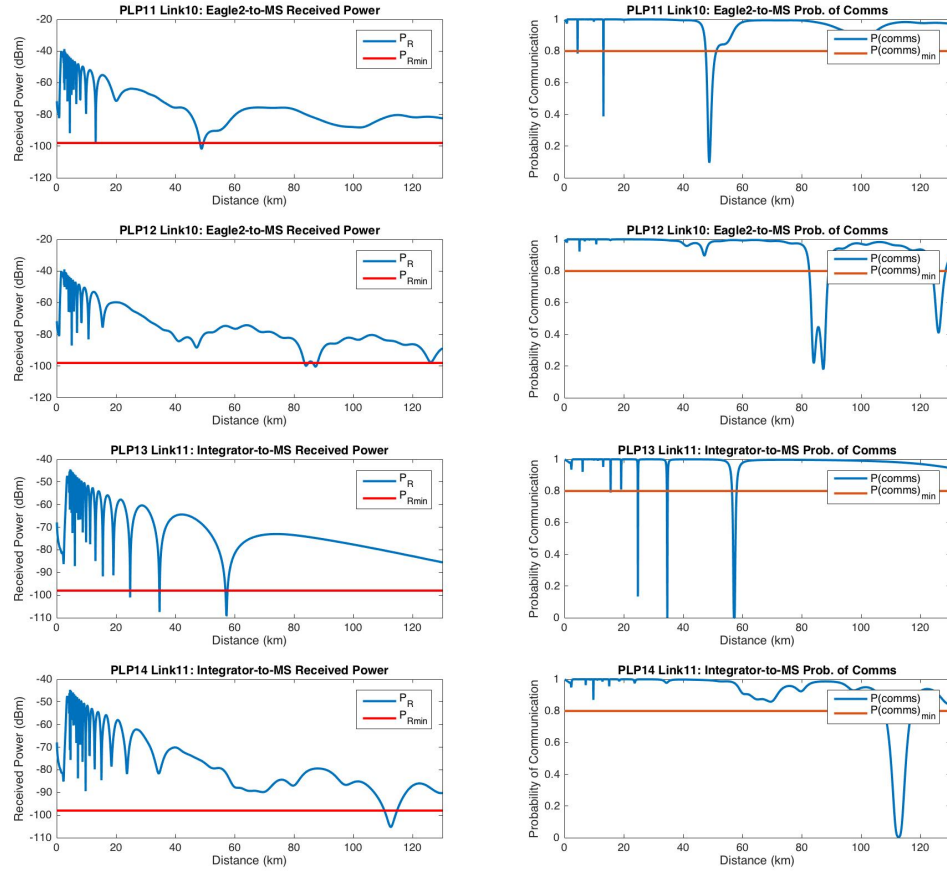 PLP11 Link10: Eagle2-to-MS Received Power
-20
-40
-60
-80
-100
-120
Received Power (dBm)
P_R
P_Rmin
0 20 40 60 80 100 120
Distance (km)
PLP11 Link10: Eagle2-to-MS Prob. of Comms
1
0.8
0.6
0.4
0.2
0
Probability of Communication
P(comms)
P(comms)_min
0 20 40 60 80 100 120
Distance (km)
PLP12 Link10: Eagle2-to-MS Received Power
-20
-40
-60
-80
-100
-120
Received Power (dBm)
P_R
P_Rmin
0 20 40 60 80 100 120
Distance (km)
PLP12 Link10: Eagle2-to-MS Prob. of Comms
1
0.8
0.6
0.4
0.2
0
Probability of Communication
P(comms)
P(comms)_min
0 20 40 60 80 100 120
Distance (km)
PLP13 Link11: Integrator-to-MS Received Power
-40
-50
-60
-70
-80
-90
-100
-110
Received Power (dBm)
P_R
P_Rmin
0 20 40 60 80 100 120
Distance (km)
PLP13 Link11: Integrator-to-MS Prob. of Comms
1
0.8
0.6
0.4
0.2
0
Probability of Communication
P(comms)
P(comms)_min
0 20 40 60 80 100 120
Distance (km)
PLP14 Link11: Integrator-to-MS Received Power
-40
-50
-60
-70
-80
-90
-100
-110
Received Power (dBm)
P_R
P_Rmin
0 20 40 60 80 100 120
Distance (km)
PLP14 Link11: Integrator-to-MS Prob. of Comms
1
0.8
0.6
0.4
0.2
0
Probability of Communication
P(comms)
P(comms)_min
0 20 40 60 80 100 120
Distance (km)